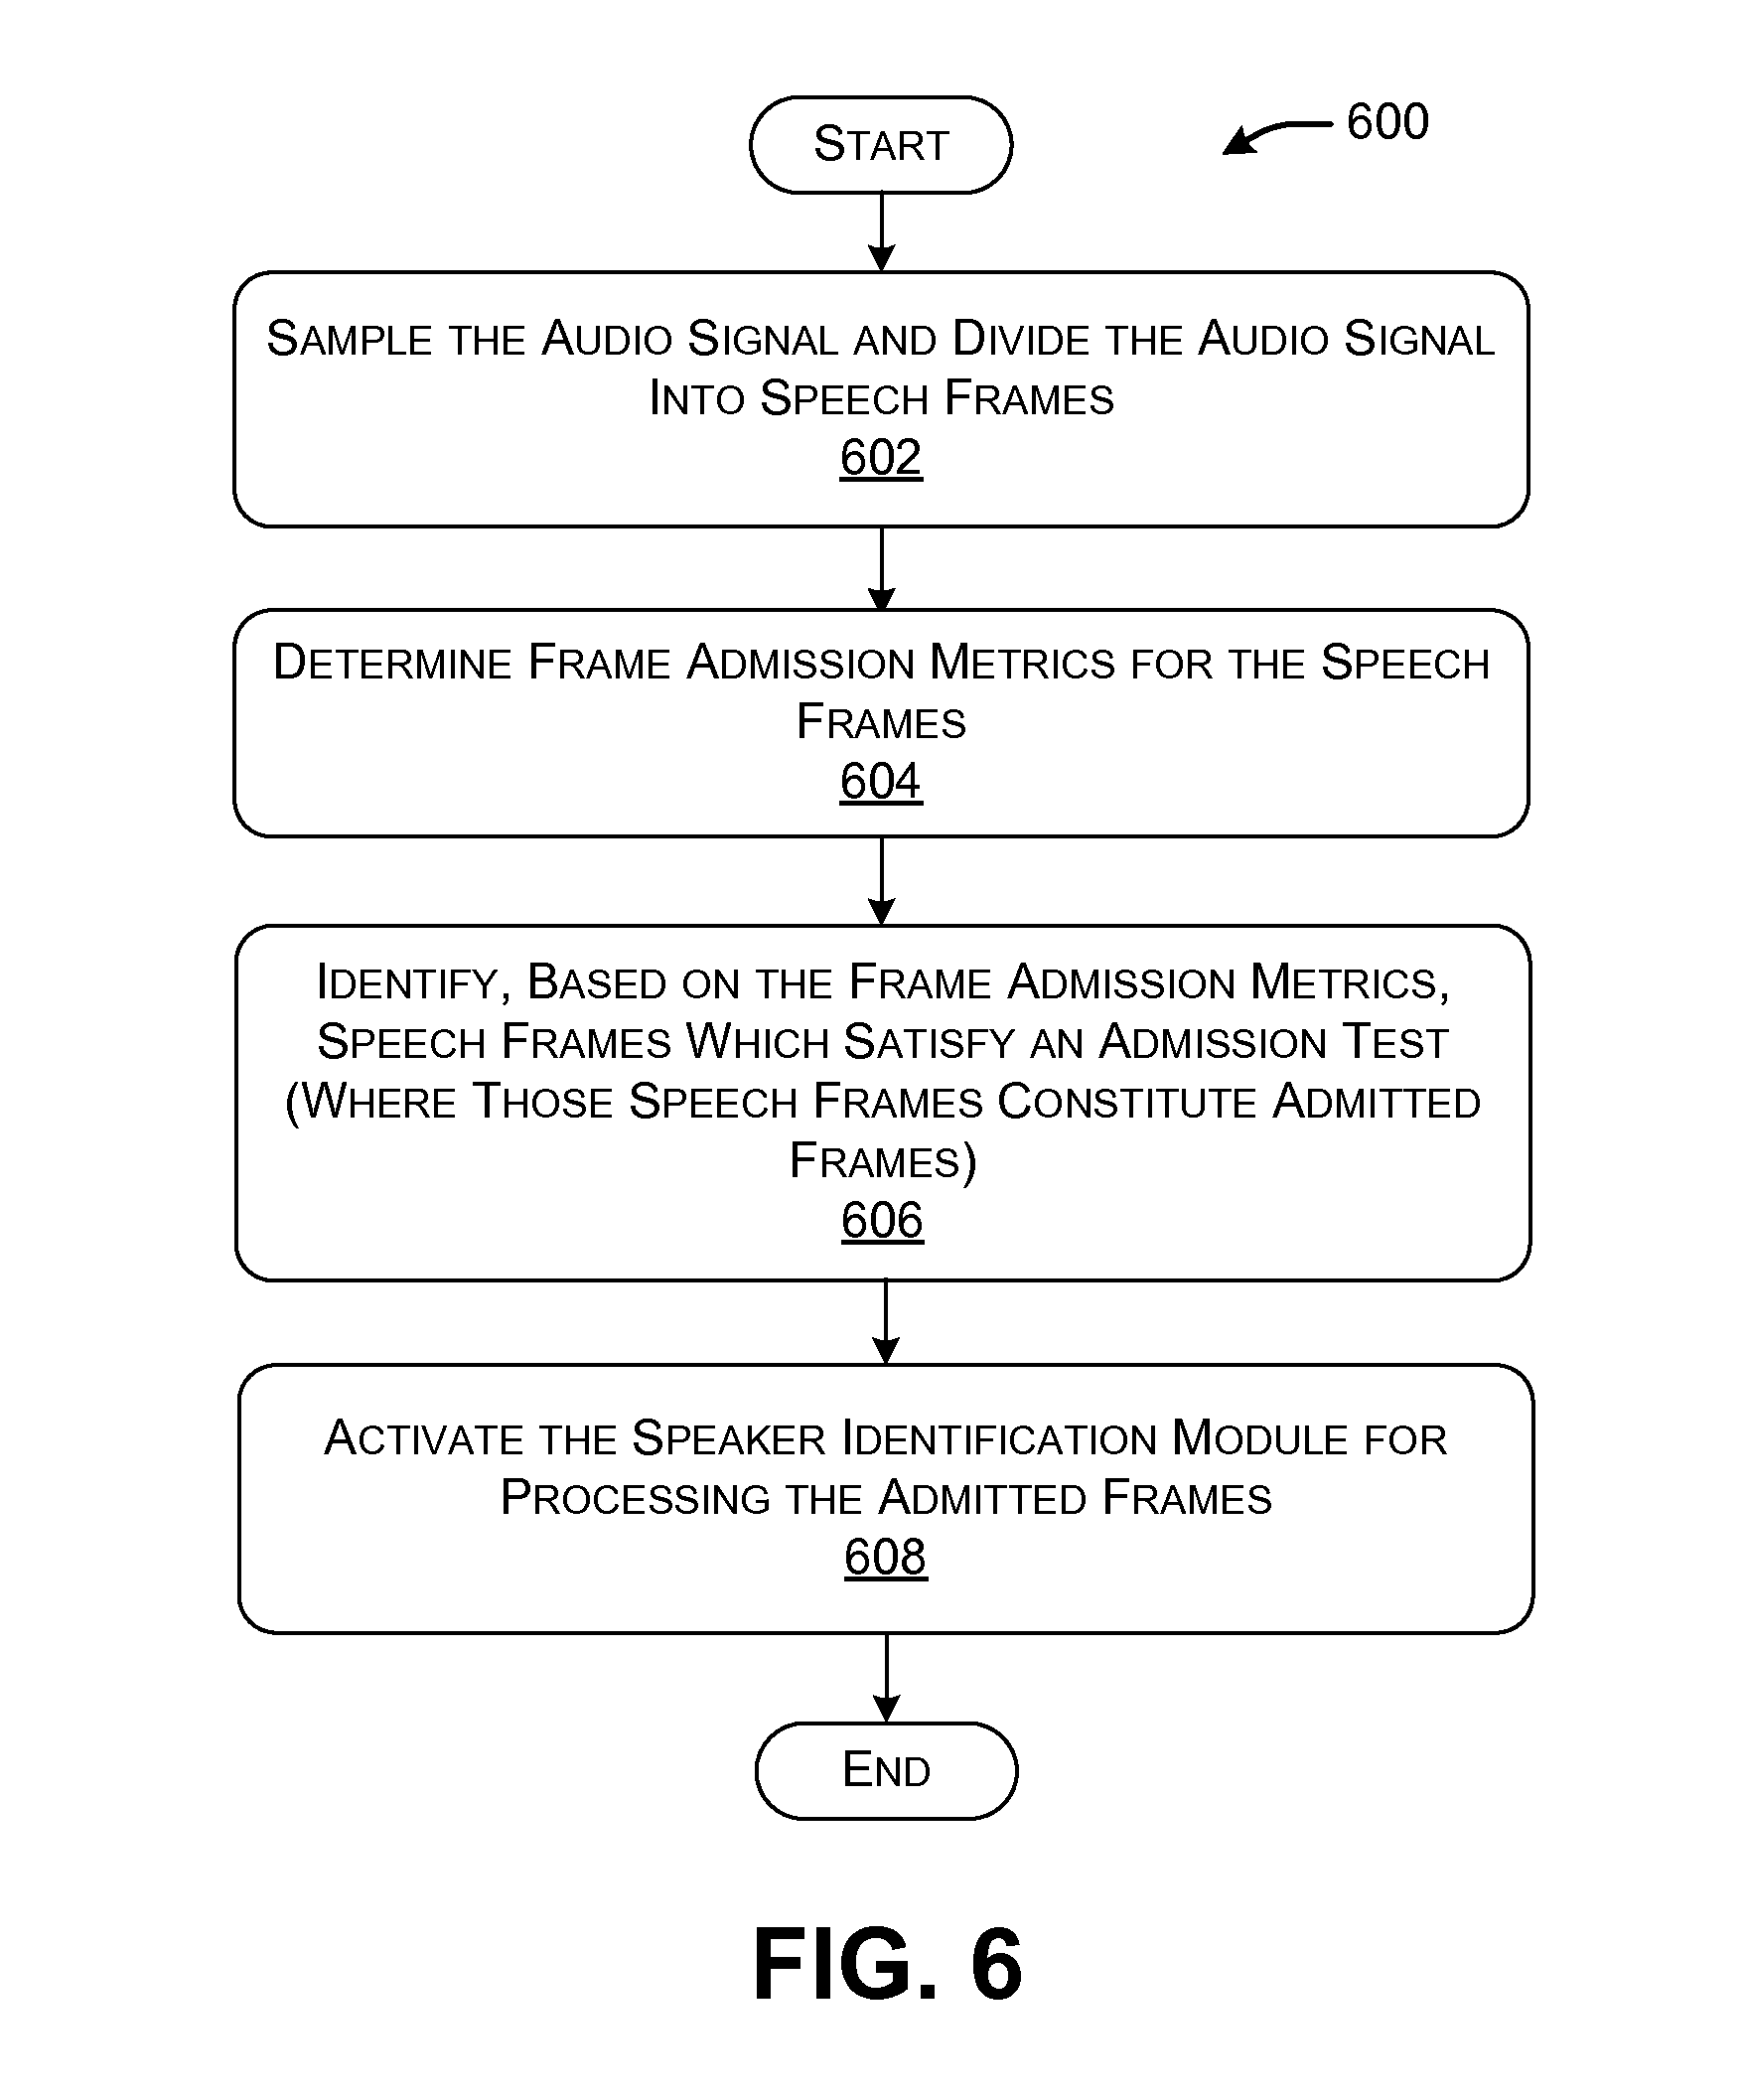 START
600
SAMPLE THE AUDIO SIGNAL AND DIVIDE THE AUDIO SIGNAL
INTO SPEECH FRAMES
602
DETERMINE FRAME ADMISSION METRICS FOR THE SPEECH
FRAMES
604
IDENTIFY, BASED ON THE FRAME ADMISSION METRICS,
SPEECH FRAMES WHICH SATISFY AN ADMISSION TEST
(WHERE THOSE SPEECH FRAMES CONSTITUTE ADMITTED
FRAMES)
606
ACTIVATE THE SPEAKER IDENTIFICATION MODULE FOR
PROCESSING THE ADMITTED FRAMES
608
END
FIG. 6